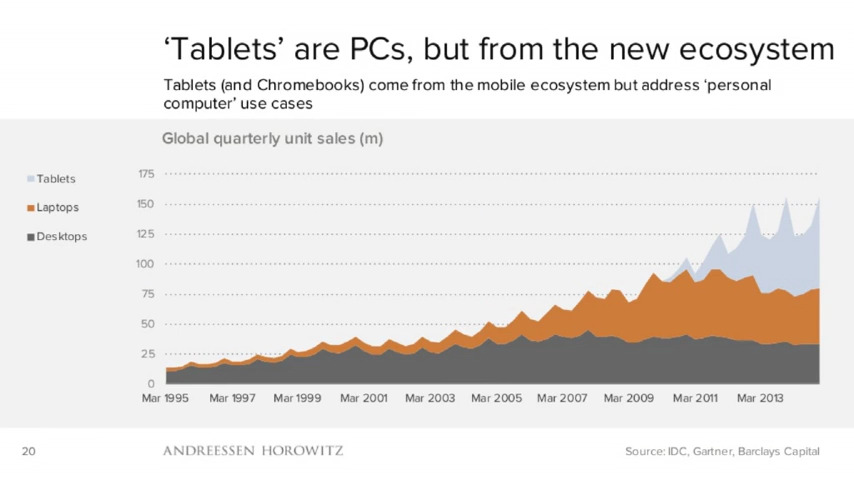 ‘Tablets’ are PCs, but from the new ecosystem
Tablets (and Chromebooks) come from the mobile ecosystem but address ‘personal
computer’ use cases
Global quarterly unit sales (m)
Tablets
Laptops
Desktops
175
150
125
100
75
50
25
0
Mar 1995 Mar 1997 Mar 1999 Mar 2001 Mar 2003 Mar 2005 Mar 2007 Mar 2009 Mar 2011 Mar 2013
20 ANDREESSEN HOROWITZ Source: IDC, Gartner, Barclays Capital